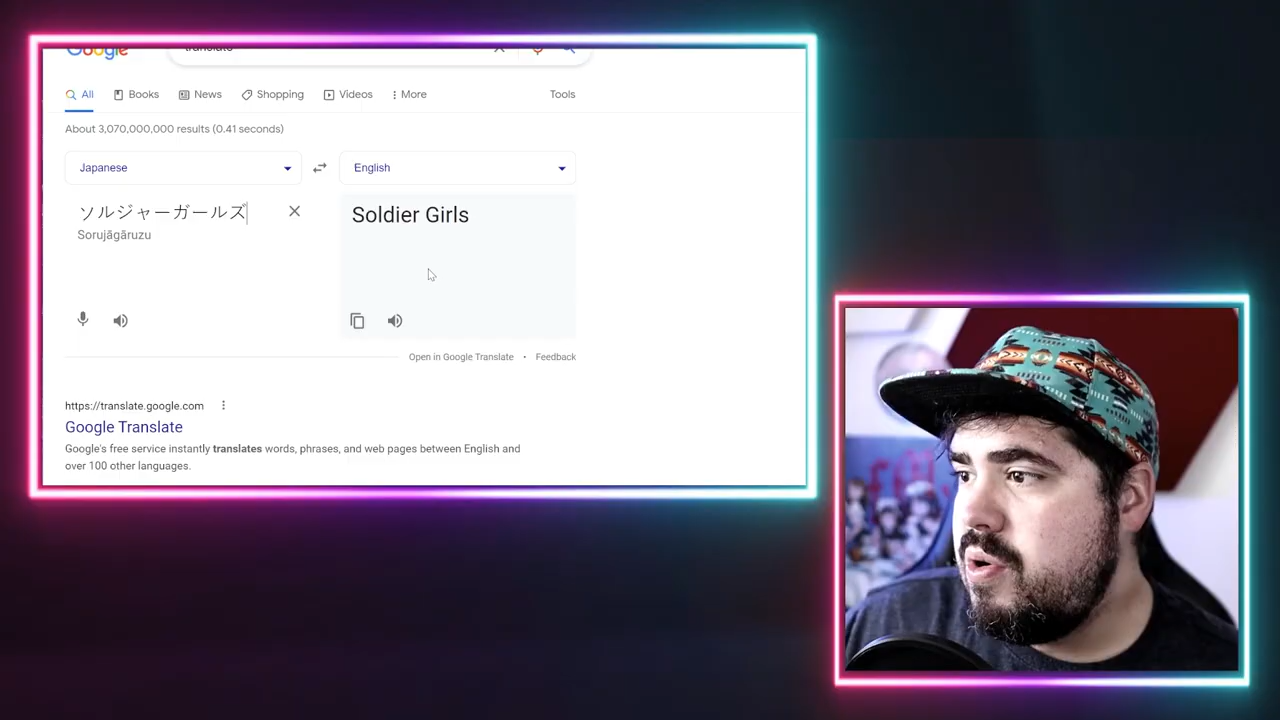 Google translate
All Books News Shopping Videos More Tools
About 3,070,000,000 results (0.41 seconds)
Japanese English
ソルジャーガールズ Soldier Girls
Sorujāgāruzu
Open in Google Translate • Feedback
https://translate.google.com
Google Translate
Google's free service instantly translates words, phrases, and web pages between English and
over 100 other languages.